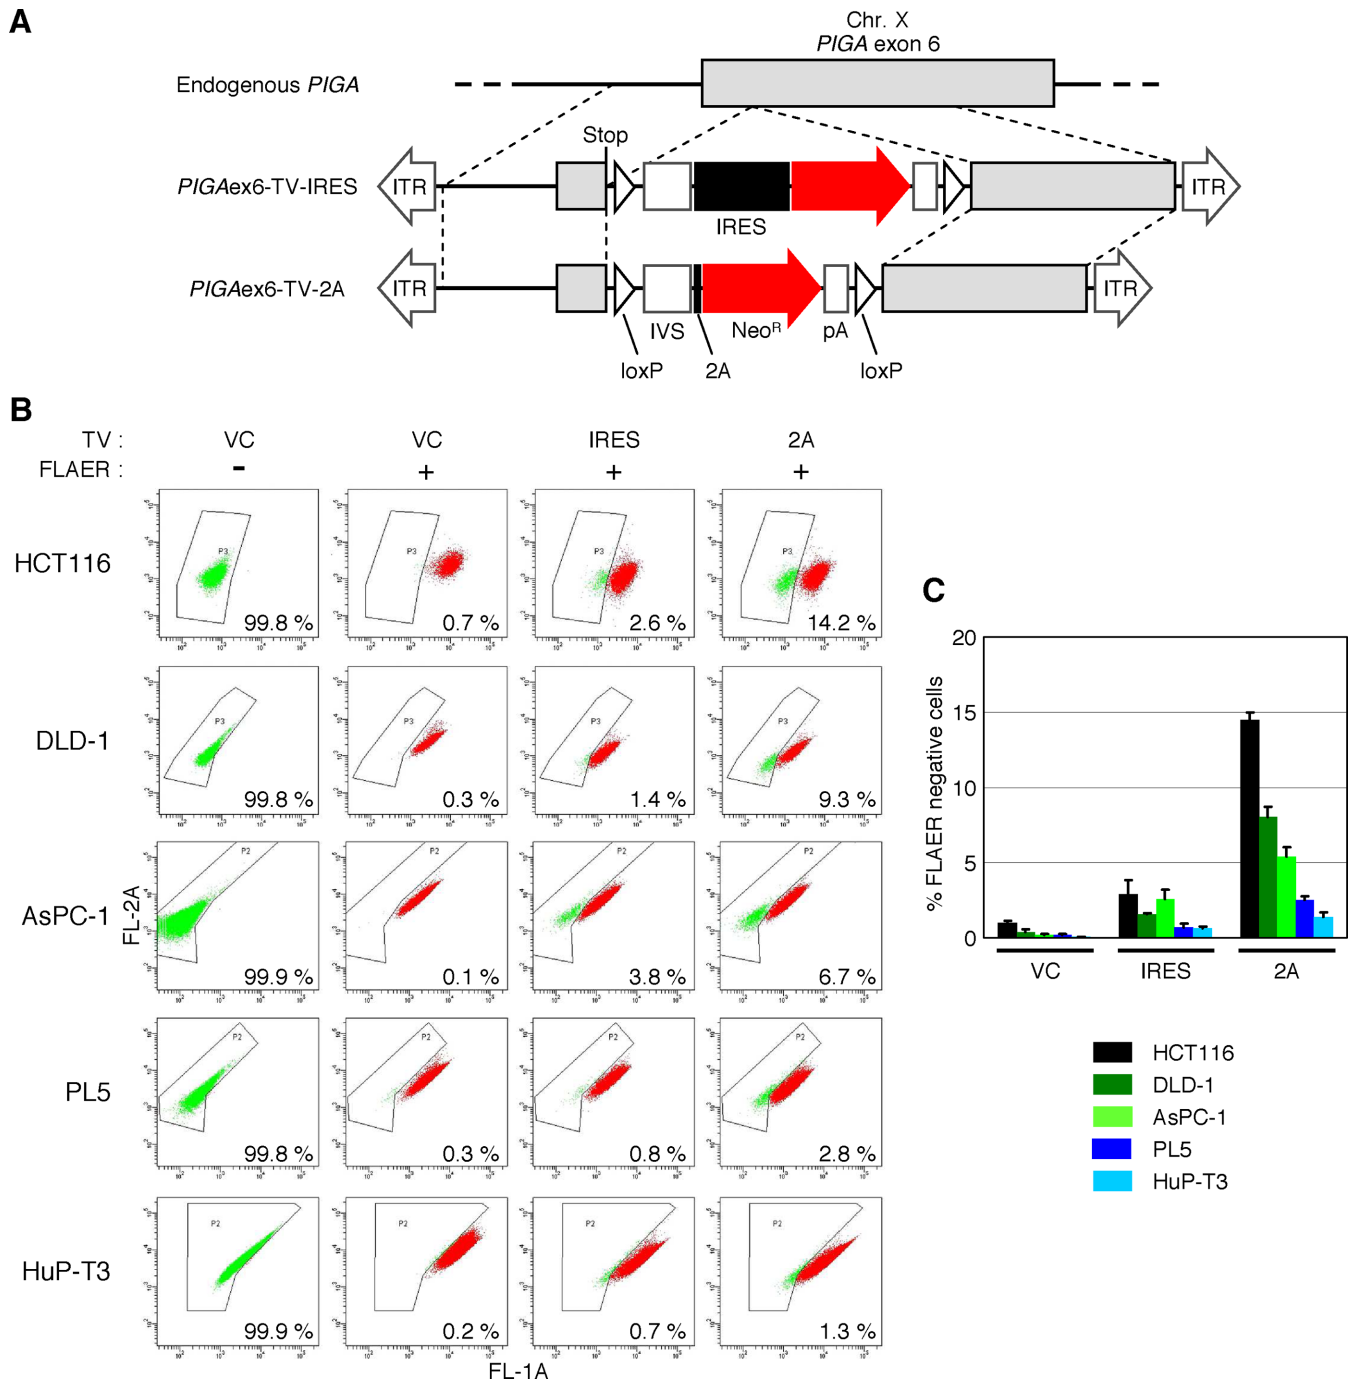 A
Chr. X
PIGA exon 6
Endogenous PIGA
Stop
PIGAex6-TV-IRES
ITR
ITR
IRES
PIGAex6-TV-2A
ITR
ITR
IVS
Neo^R
pA
loxP
2A
loxP
B
TV : VC VC IRES 2A
FLAER : - + + +
HCT116
P3 P3 P3 P3
99.8 % 0.7 % 2.6 % 14.2 %
DLD-1
P3 P3 P3 P3
99.8 % 0.3 % 1.4 % 9.3 %
AsPC-1
P2 P2 P2 P2
99.9 % 0.1 % 3.8 % 6.7 %
PL5
P2 P2 P2 P2
99.8 % 0.3 % 0.8 % 2.8 %
HuP-T3
P2 P2 P2 P2
99.9 % 0.2 % 0.7 % 1.3 %
FL-2A
FL-1A
C
% FLAER negative cells
20
15
10
5
0
VC IRES 2A
HCT116
DLD-1
AsPC-1
PL5
HuP-T3